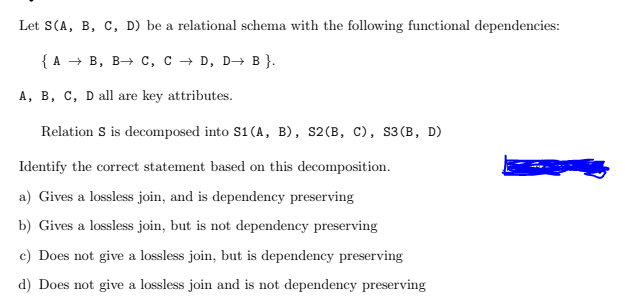 Let S(A, B, C, D) be a relational schema with the following functional dependencies:
{ A → B, B→ C, C → D, D→ B }.
A, B, C, D all are key attributes.
Relation S is decomposed into S1(A, B), S2(B, C), S3(B, D)
Identify the correct statement based on this decomposition.
a) Gives a lossless join, and is dependency preserving
b) Gives a lossless join, but is not dependency preserving
c) Does not give a lossless join, but is dependency preserving
d) Does not give a lossless join and is not dependency preserving